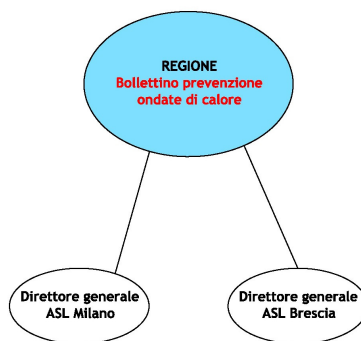 REGIONE
Bollettino prevenzione
ondate di calore
Direttore generale
ASL Milano
Direttore generale
ASL Brescia